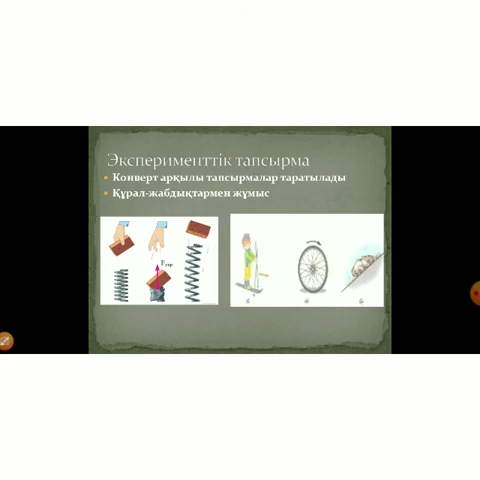 Эксперименттік тапсырма
Конверт арқылы тапсырмалар таратылады
Құрал-жабдықтармен жұмыс